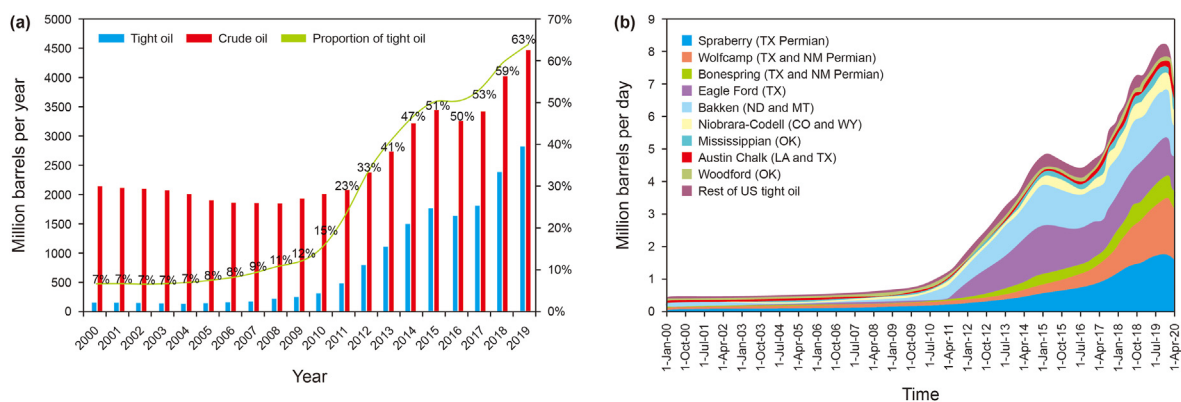 (a)
5000
4500
4000
3500
3000
2500
2000
1500
1000
500
0
Million barrels per year
Tight oil
Crude oil
Proportion of tight oil
70%
60%
50%
40%
30%
20%
10%
0%
7%
7%
7%
7%
7%
8%
8%
9%
11%
12%
15%
23%
33%
41%
47%
51%
50%
53%
59%
63%
2000
2001
2002
2003
2004
2005
2006
2007
2008
2009
2010
2011
2012
2013
2014
2015
2016
2017
2018
2019
Year
(b)
9
8
7
6
5
4
3
2
1
0
Million barrels per day
Spraberry (TX Permian)
Wolfcamp (TX and NM Permian)
Bonespring (TX and NM Permian)
Eagle Ford (TX)
Bakken (ND and MT)
Niobrara-Codell (CO and WY)
Mississippian (OK)
Austin Chalk (LA and TX)
Woodford (OK)
Rest of US tight oil
1-Jan-00
1-Oct-00
1-Jul-01
1-Apr-02
1-Jan-03
1-Oct-03
1-Jul-04
1-Apr-05
1-Jan-06
1-Oct-06
1-Jul-07
1-Apr-08
1-Jan-09
1-Oct-09
1-Jul-10
1-Apr-11
1-Jan-12
1-Oct-12
1-Jul-13
1-Apr-14
1-Jan-15
1-Oct-15
1-Jul-16
1-Apr-17
1-Jan-18
1-Oct-18
1-Jul-19
1-Apr-20
Time